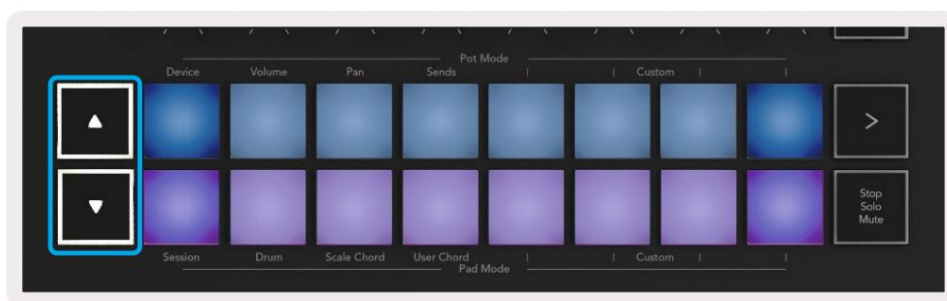 Pot Mode
Device Volume Pan Sends Custom
>
Stop
Solo
Mute
Session Drum Scale Chord User Chord Custom
Pad Mode